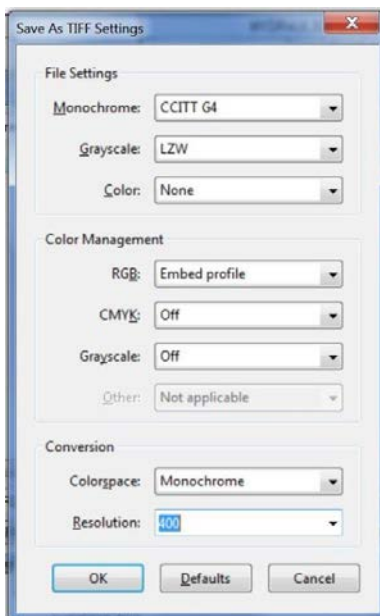 Save As TIFF Settings
File Settings
Monochrome: CCITT G4
Grayscale: LZW
Color: None
Color Management
RGB: Embed profile
CMYK: Off
Grayscale: Off
Other: Not applicable
Conversion
Colorspace: Monochrome
Resolution: 400
OK Defaults Cancel